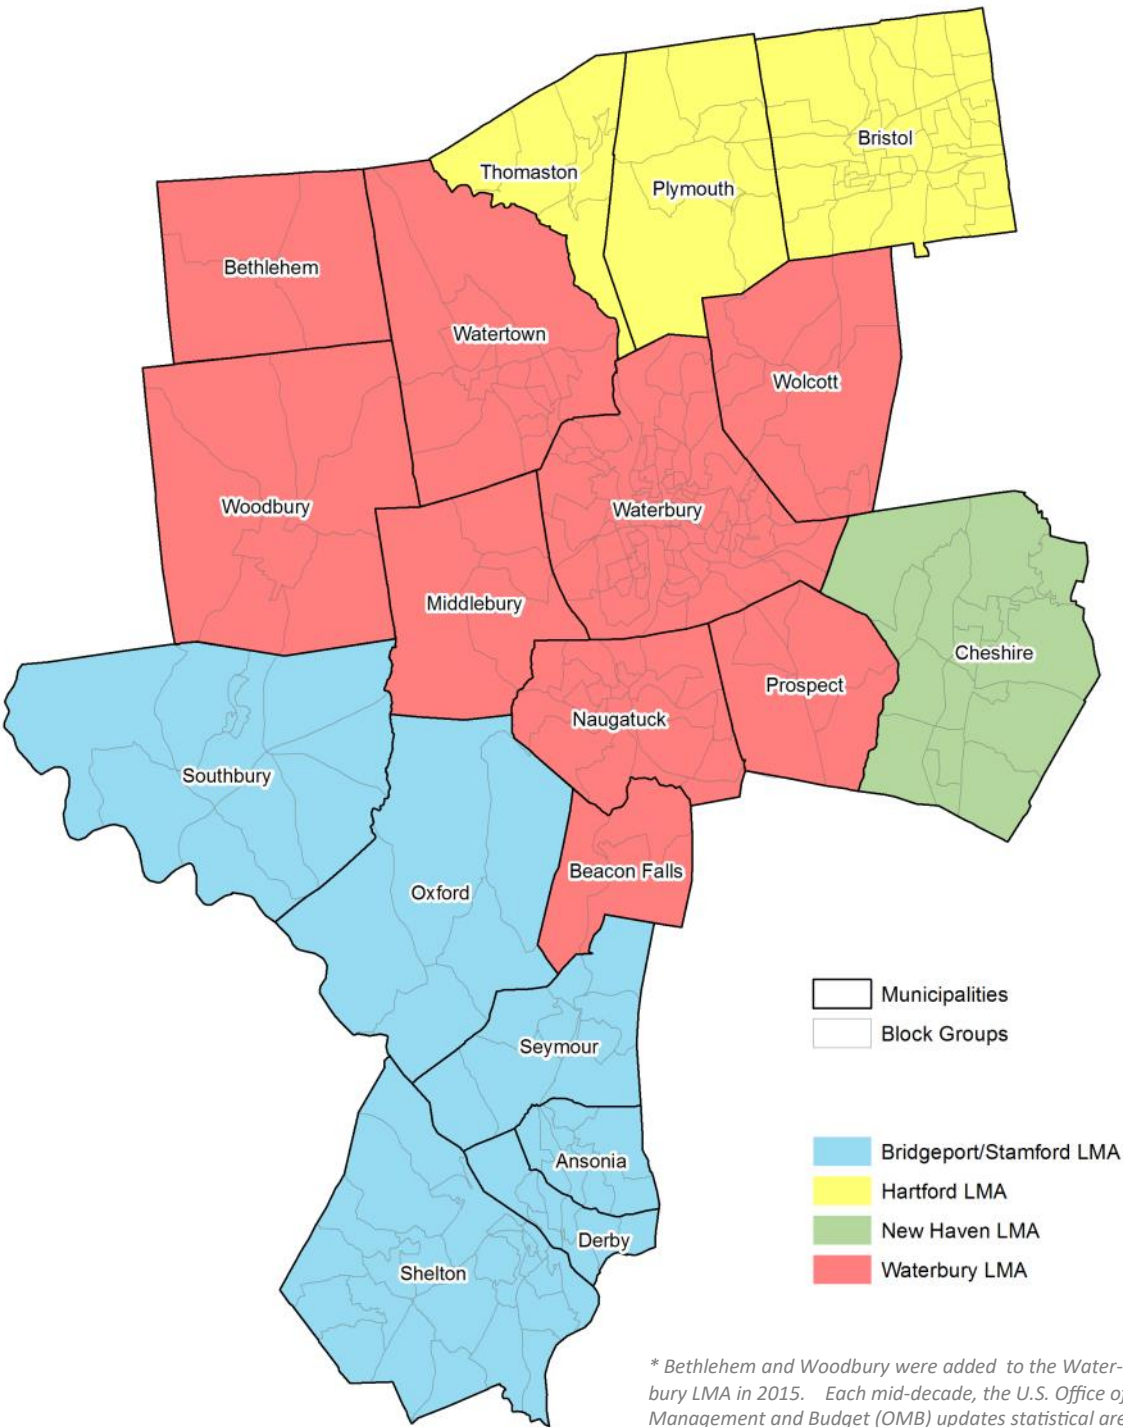 Bristol
Thomaston
Plymouth
Bethlehem
Watertown
Wolcott
Woodbury
Waterbury
Middlebury
Cheshire
Prospect
Naugatuck
Southbury
Beacon Falls
Oxford
Municipalities
Block Groups
Seymour
Ansonia
Derby
Shelton
Bridgeport/Stamford LMA
Hartford LMA
New Haven LMA
Waterbury LMA
* Bethlehem and Woodbury were added to the Water-
bury LMA in 2015. Each mid-decade, the U.S. Office of
Management and Budget (OMB) updates statistical are